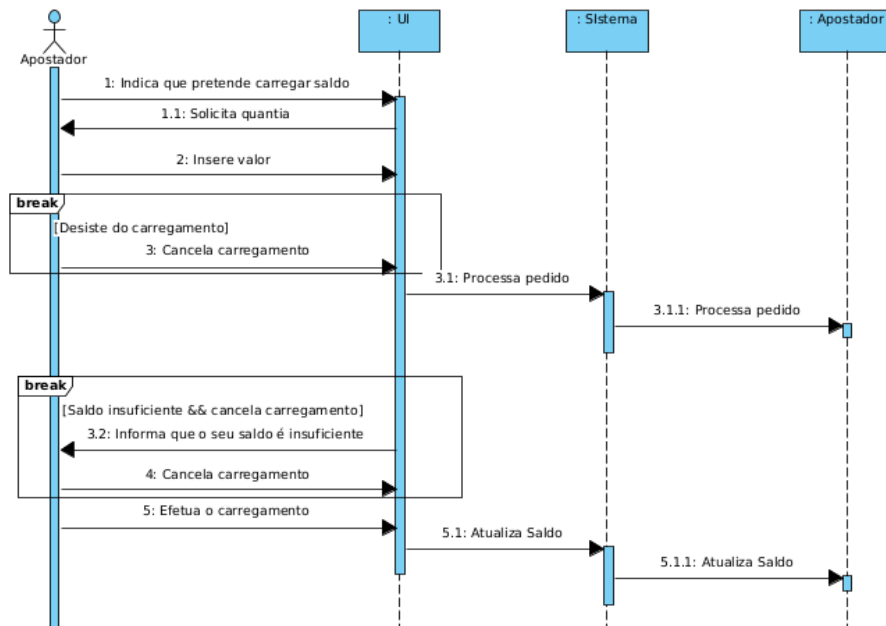 : UI
: SIstema
: Apostador
Apostador
1: Indica que pretende carregar saldo
1.1: Solicita quantia
2: Insere valor
break
[Desiste do carregamento]
3: Cancela carregamento
3.1: Processa pedido
3.1.1: Processa pedido
break
[Saldo insuficiente && cancela carregamento]
3.2: Informa que o seu saldo é insuficiente
4: Cancela carregamento
5: Efetua o carregamento
5.1: Atualiza Saldo
5.1.1: Atualiza Saldo